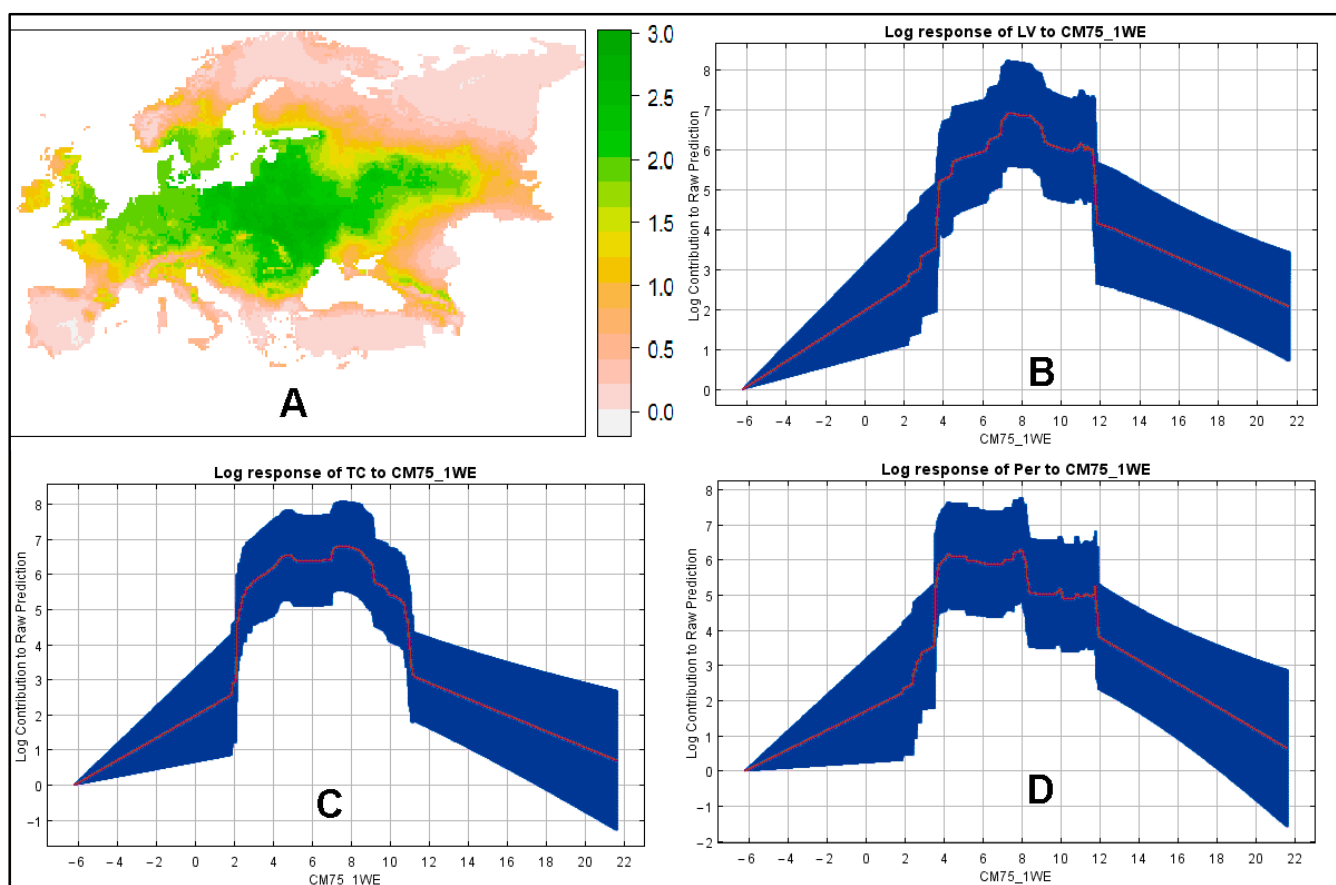 3.0
2.5
2.0
1.5
1.0
0.5
0.0
A
Log response of LV to CM75_1WE
Log Contribution to Raw Prediction
8
7
6
5
4
3
2
1
0
B
−6 −4 −2 0 2 4 6 8 10 12 14 16 18 20 22
CM75_1WE
Log response of TC to CM75_1WE
Log Contribution to Raw Prediction
8
7
6
5
4
3
2
1
0
−1
C
−6 −4 −2 0 2 4 6 8 10 12 14 16 18 20 22
CM75_1WE
Log response of Per to CM75_1WE
Log Contribution to Raw Prediction
8
7
6
5
4
3
2
1
0
−1
−2
D
−6 −4 −2 0 2 4 6 8 10 12 14 16 18 20 22
CM75_1WE